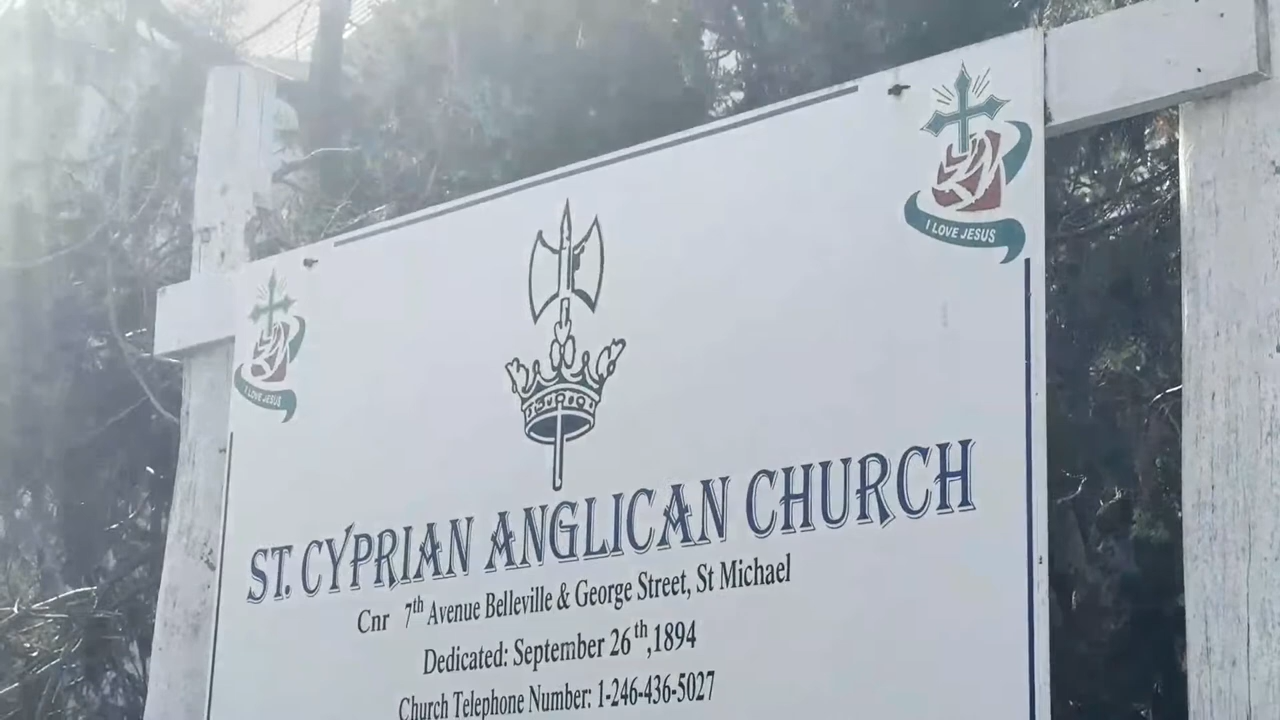 I LOVE JESUS
I LOVE JESUS
ST. CYPRIAN ANGLICAN CHURCH
Cnr 7th Avenue Belleville & George Street, St Michael
Dedicated: September 26th,1894
Church Telephone Number: 1-246-436-5027